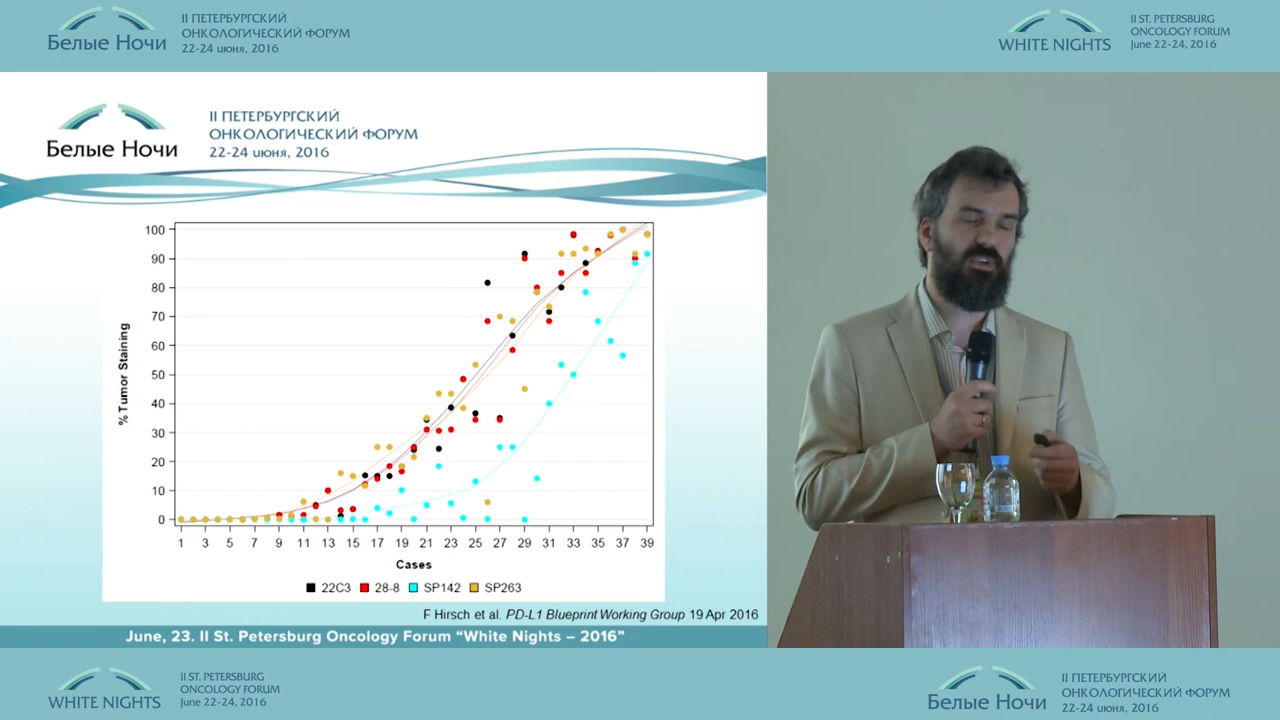 Белые Ночи
II ПЕТЕРБУРГСКИЙ
ОНКОЛОГИЧЕСКИЙ ФОРУМ
22-24 июня, 2016
WHITE NIGHTS
II ST. PETERSBURG
ONCOLOGY FORUM
June 22-24, 2016
Белые Ночи
II ПЕТЕРБУРГСКИЙ
ОНКОЛОГИЧЕСКИЙ ФОРУМ
22-24 июня, 2016
% Tumor Staining
100
90
80
70
60
50
40
30
20
10
0
1 3 5 7 9 11 13 15 17 19 21 23 25 27 29 31 33 35 37 39
Cases
22C3 28-8 SP142 SP263
F Hirsch et al. PD-L1 Blueprint Working Group 19 Apr 2016
June, 23. II St. Petersburg Oncology Forum “White Nights – 2016”
WHITE NIGHTS
II ST. PETERSBURG
ONCOLOGY FORUM
June 22-24, 2016
Белые Ночи
II ПЕТЕРБУРГСКИЙ
ОНКОЛОГИЧЕСКИЙ ФОРУМ
22-24 июня, 2016